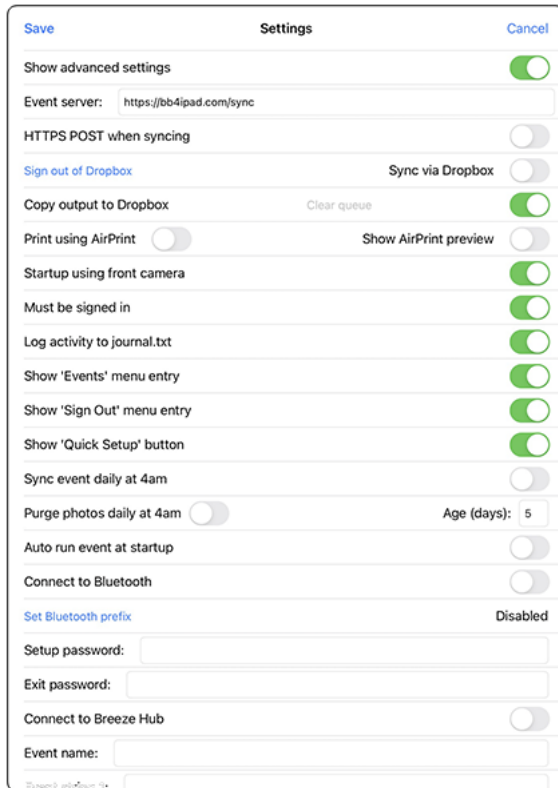 Save Settings Cancel
Show advanced settings
Event server: https://bb4ipad.com/sync
HTTPS POST when syncing
Sign out of Dropbox Sync via Dropbox
Copy output to Dropbox Clear queue
Print using AirPrint Show AirPrint preview
Startup using front camera
Must be signed in
Log activity to journal.txt
Show 'Events' menu entry
Show 'Sign Out' menu entry
Show 'Quick Setup' button
Sync event daily at 4am
Purge photos daily at 4am Age (days): 5
Auto run event at startup
Connect to Bluetooth
Set Bluetooth prefix Disabled
Setup password:
Exit password:
Connect to Breeze Hub
Event name: